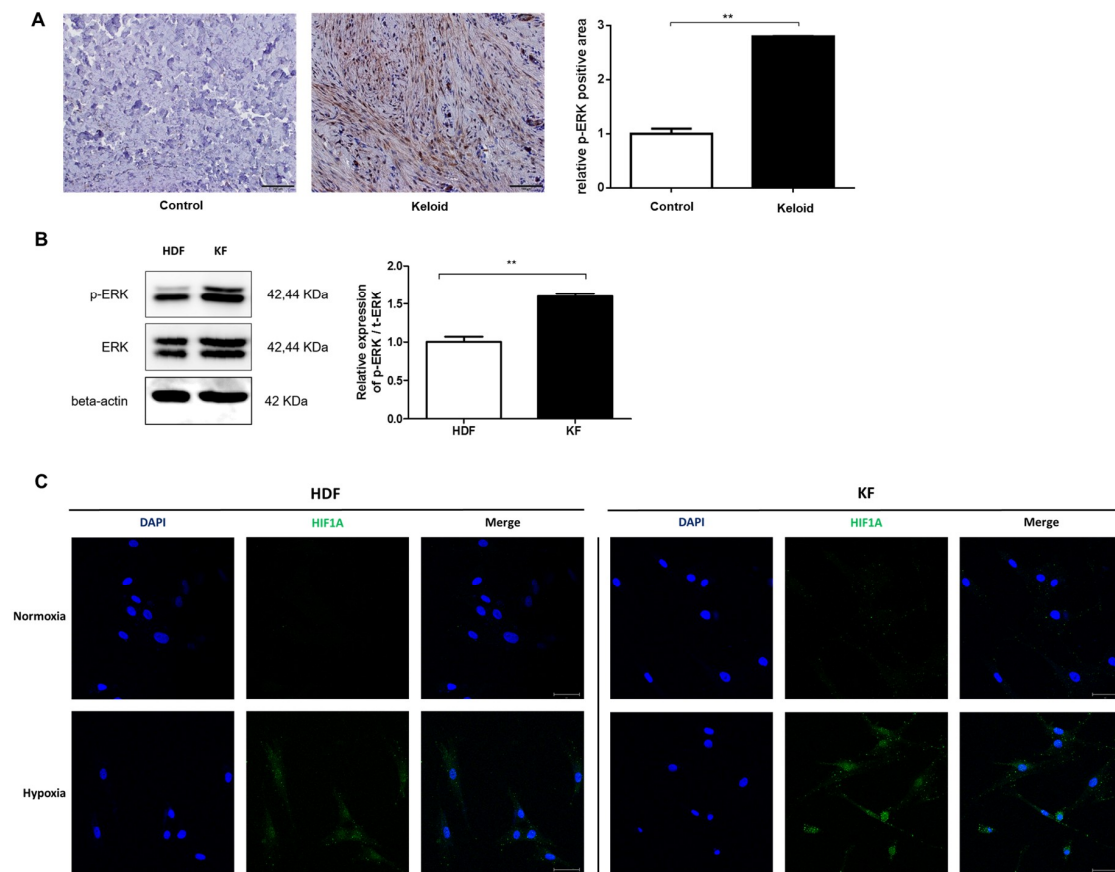 A
Control
Keloid
relative p-ERK positive area
3
2
1
0
**
Control
Keloid
B
HDF
KF
p-ERK
42,44 KDa
ERK
42,44 KDa
beta-actin
42 KDa
Relative expression
of p-ERK / t-ERK
2.0
1.5
1.0
0.5
0.0
**
HDF
KF
C
HDF
KF
DAPI
HIF1A
Merge
DAPI
HIF1A
Merge
Normoxia
Hypoxia